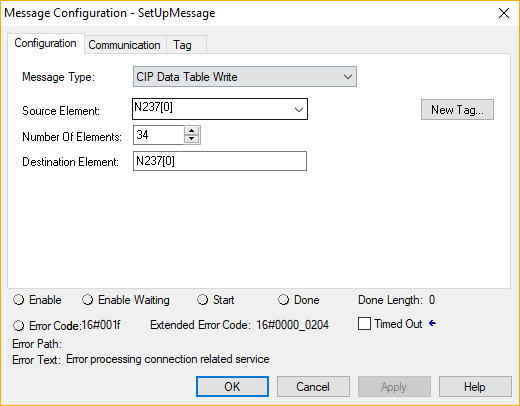 Message Configuration - SetUpMessage
Configuration Communication Tag
Message Type: CIP Data Table Write
Source Element: N237[0] New Tag...
Number Of Elements: 34
Destination Element: N237[0]
Enable Enable Waiting Start Done Done Length: 0
Error Code: 16#001f Extended Error Code: 16#0000_0204 Timed Out
Error Path:
Error Text: Error processing connection related service
OK Cancel Apply Help